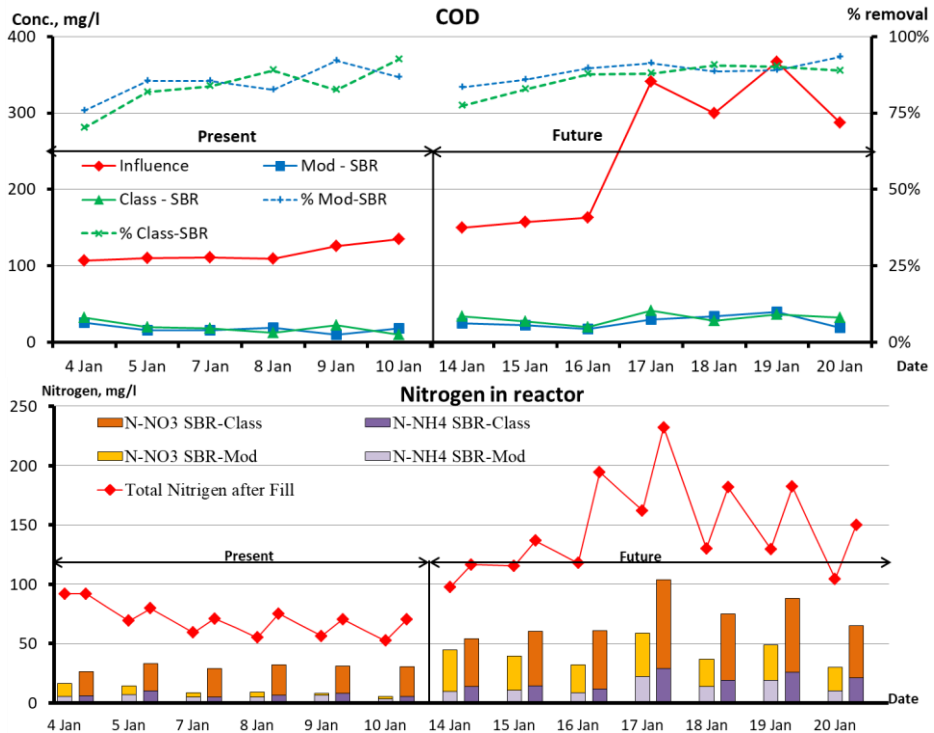 Conc., mg/l COD % removal
400 100%
300 75%
Present Future
Influence Mod - SBR
200 50%
Class - SBR % Mod-SBR
% Class-SBR
100 25%
0 0%
4 Jan 5 Jan 7 Jan 8 Jan 9 Jan 10 Jan 14 Jan 15 Jan 16 Jan 17 Jan 18 Jan 19 Jan 20 Jan Date
Nitrogen, mg/l Nitrogen in reactor
250
N-NO3 SBR-Class N-NH4 SBR-Class
200
N-NO3 SBR-Mod N-NH4 SBR-Mod
Total Nitrigen after Fill
150
Present Future
100
50
0
4 Jan 5 Jan 7 Jan 8 Jan 9 Jan 10 Jan 14 Jan 15 Jan 16 Jan 17 Jan 18 Jan 19 Jan 20 Jan Date